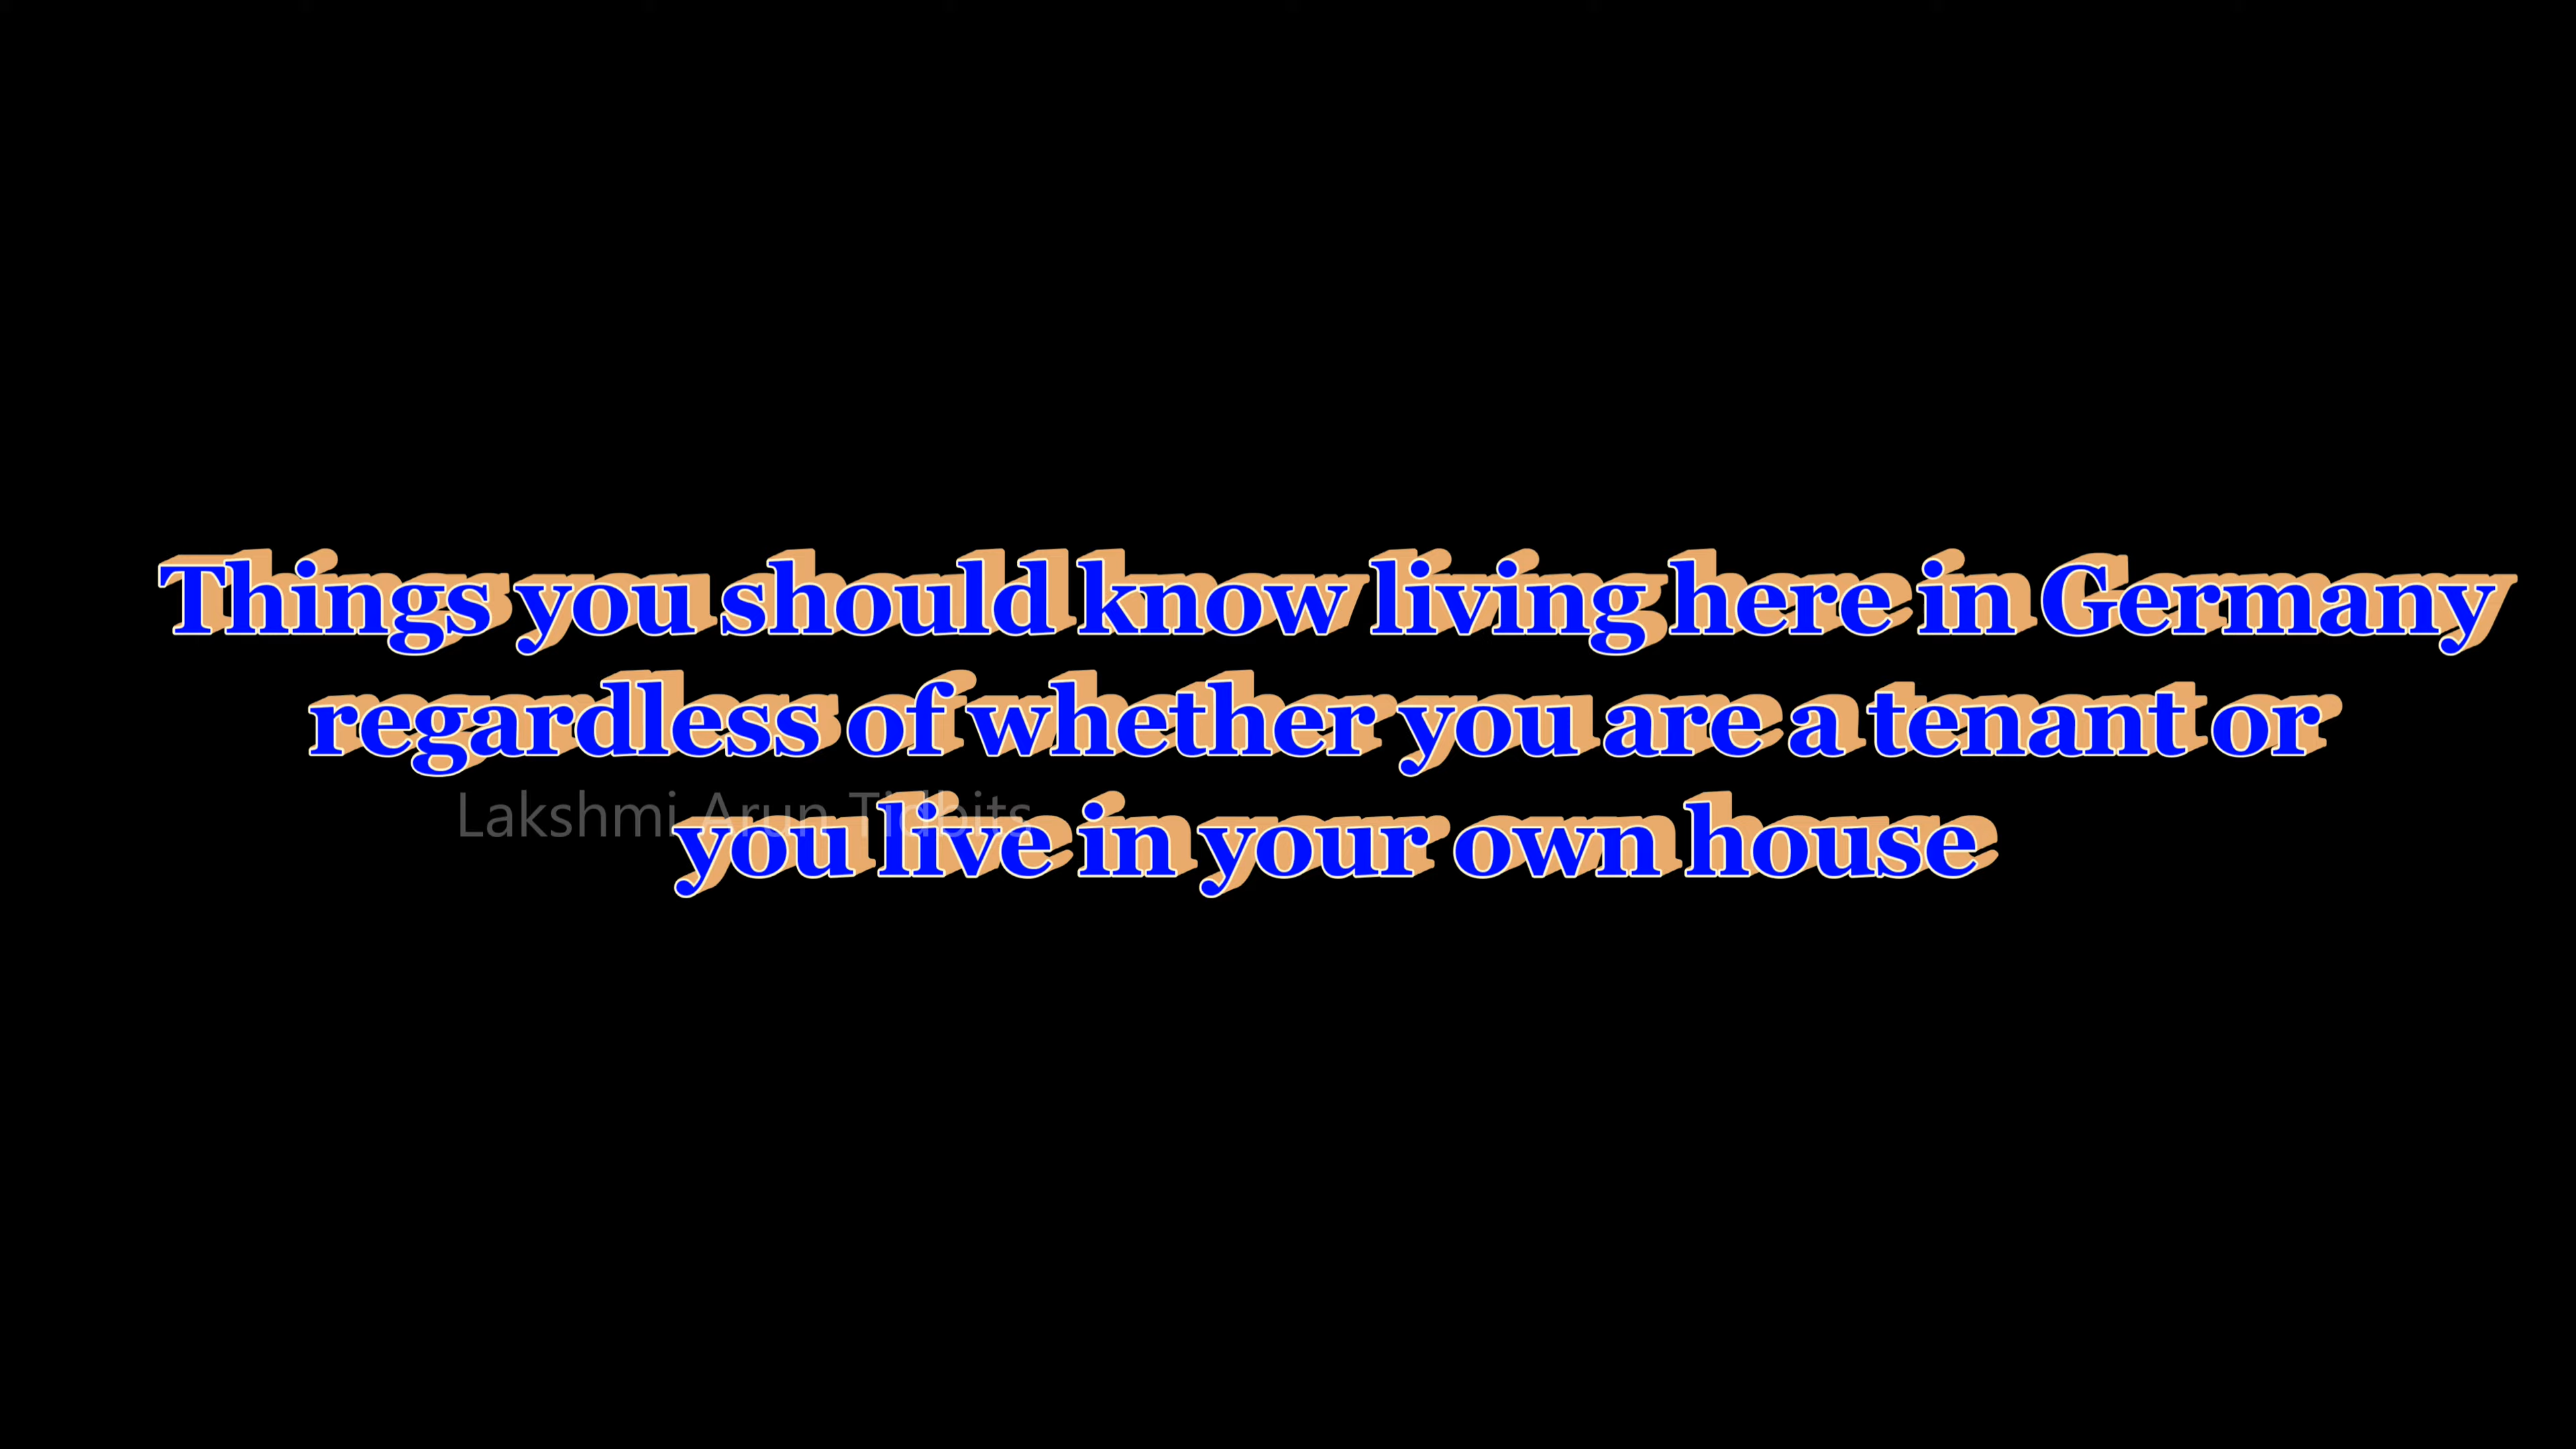 Things you should know living here in Germany
regardless of whether you are a tenant or
Lakshmi Arun Tidbits
you live in your own house